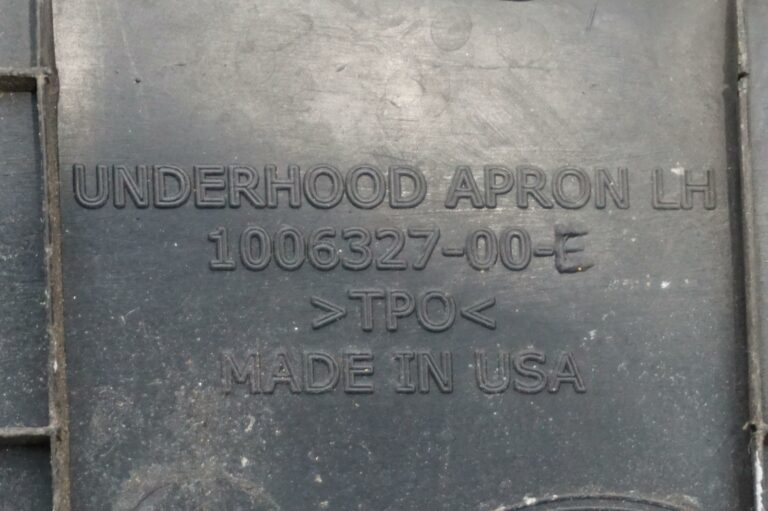 UNDERHOOD APRON LH
1006327-00-E
>TPO<
MADE IN USA